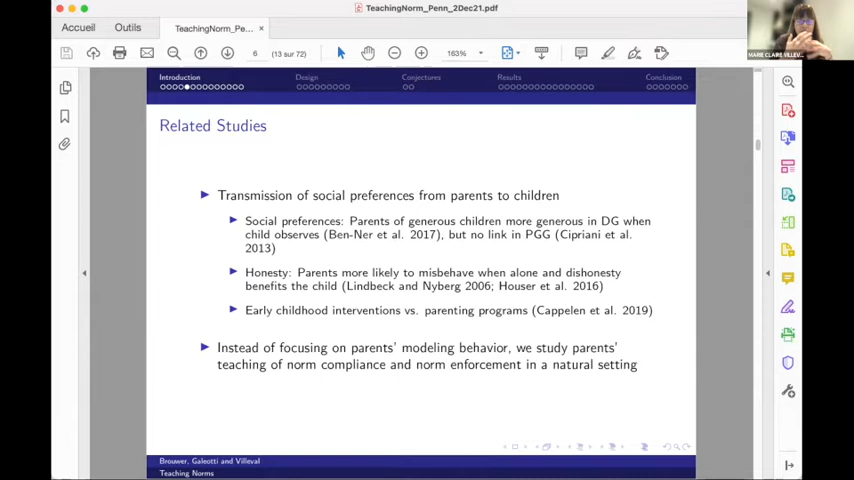 TeachingNorm_Penn_2Dec21.pdf
Accueil
Outils
TeachingNorm_Pe...
×
6
(13 sur 72)
163%
MARIE CLAIRE VILLEV...
Introduction
Design
Conjectures
Results
Conclusion
Related Studies
Transmission of social preferences from parents to children
Social preferences: Parents of generous children more generous in DG when
child observes (Ben-Ner et al. 2017), but no link in PGG (Cipriani et al.
2013)
Honesty: Parents more likely to misbehave when alone and dishonesty
benefits the child (Lindbeck and Nyberg 2006; Houser et al. 2016)
Early childhood interventions vs. parenting programs (Cappelen et al. 2019)
Instead of focusing on parents' modeling behavior, we study parents'
teaching of norm compliance and norm enforcement in a natural setting
Brouwer, Galeotti and Villeval
Teaching Norms